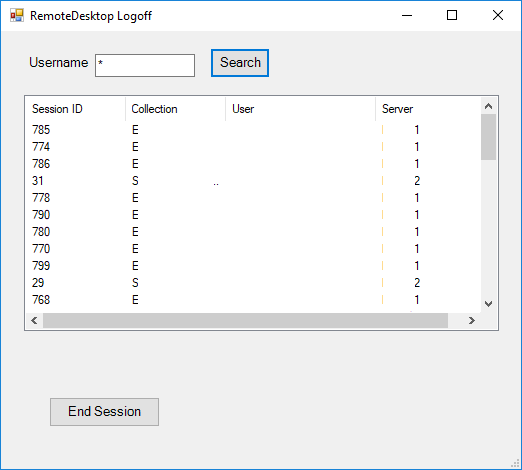 RemoteDesktop Logoff
Username * Search
Session ID Collection User Server
785 E 1
774 E 1
786 E 1
31 S .. 2
778 E 1
790 E 1
780 E 1
770 E 1
799 E 1
29 S 2
768 E 1
End Session